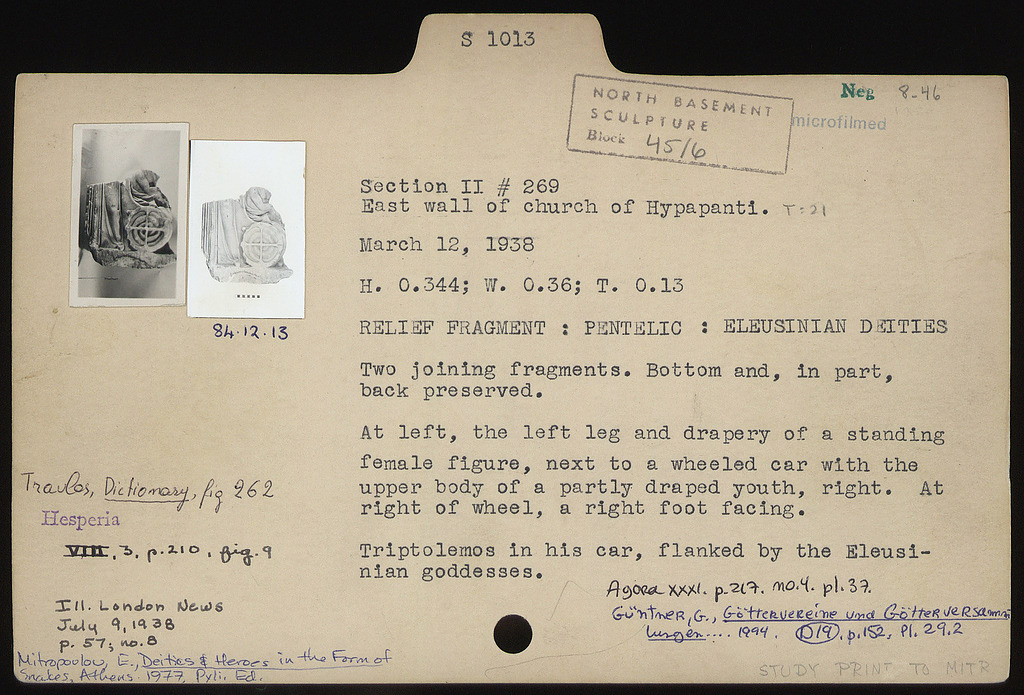 S 1013
Neg 8-46
microfilmed
NORTH BASEMENT
SCULPTURE
Block 45/6
Section II # 269
East wall of church of Hypapanti. T:21
March 12, 1938
H. 0.344; W. 0.36; T. 0.13
84.12.13
RELIEF FRAGMENT : PENTELIC : ELEUSINIAN DEITIES
Two joining fragments. Bottom and, in part,
back preserved.
At left, the left leg and drapery of a standing
female figure, next to a wheeled car with the
upper body of a partly draped youth, right. At
right of wheel, a right foot facing.
Triptolemos in his car, flanked by the Eleusi-
nian goddesses.
Travlos, Dictionary, fig 262
Hesperia
VIII, 3, p.210, fig. 9
Ill. London News
July 9, 1938
p. 57, no. 8
Mitropoulou, E., Deities & Heroes in the Form of
Snakes, Athens 1977, Pyli. Ed.
Agora XXXI. p. 217. no. 4. pl. 37.
Güntner, G., Göttervereine und Götterversamm
lungen.... 1994. D19, p. 152, Pl. 29.2
STUDY PRINT TO MITR